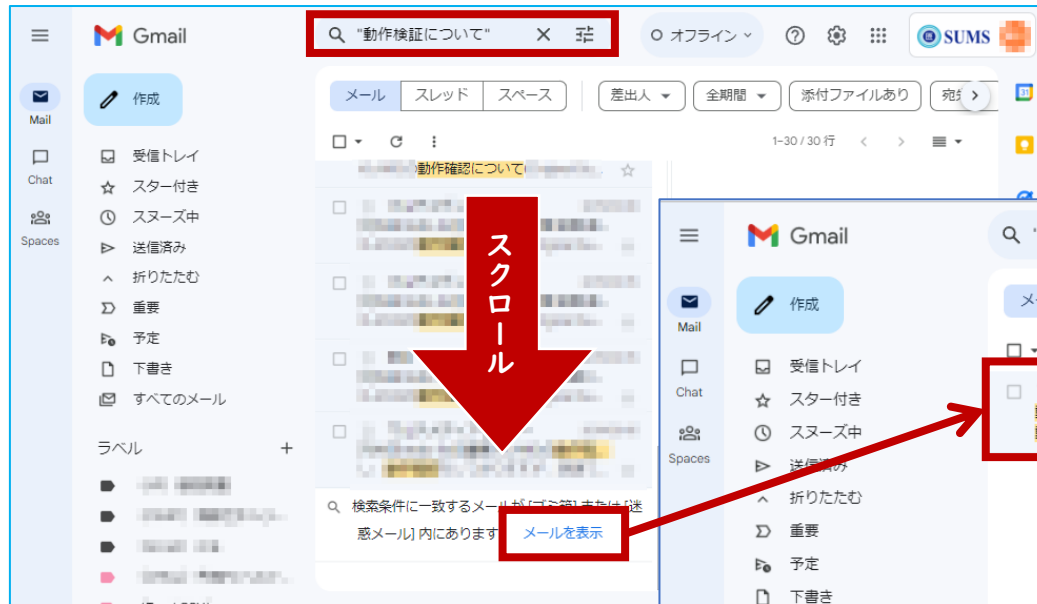 Gmail
"動作検証について"
オフライン
SUMS
Mail
Chat
Spaces
作成
受信トレイ
スター付き
スヌーズ中
送信済み
折りたたむ
重要
予定
下書き
すべてのメール
ラベル
メール
スレッド
スペース
差出人
全期間
添付ファイルあり
1-30 / 30 行
動作確認について
スクロール
検索条件に一致するメールが [ゴミ箱] または [迷
惑メール] 内にあります
メールを表示
31
Gmail
Mail
Chat
Spaces
作成
受信トレイ
スター付き
スヌーズ中
送信済み
折りたたむ
重要
予定
下書き